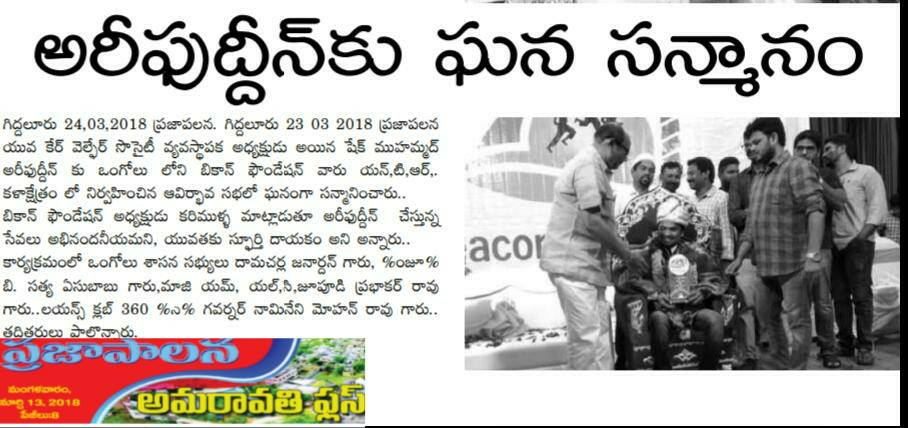 అరీఫుద్దీన్‌కు ఘన సన్మానం
గిద్దలూరు 24,03,2018 ప్రజాపలన. గిద్దలూరు 23 03 2018 ప్రజాపలన
యువ కేర్ వెల్ఫేర్ సొసైటీ వ్యవస్థాపక అధ్యక్షుడు అయిన షేక్ ముహమ్మద్
అరీఫుద్దీన్ కు ఒంగోలు లోని బికాన్ ఫౌండేషన్ వారు యన్,టి,ఆర్,.
కళాక్షేత్రం లో నిర్వహించిన ఆవిర్భావ సభలో ఘనంగా సన్మానించారు..
బికాన్ ఫౌండేషన్ అధ్యక్షుడు కరిముళ్ళ మాట్లాడుతూ అరీఫుద్దీన్ చేస్తున్న
సేవలు అభినందనీయమని, యువతకు స్ఫూర్తి దాయకం అని అన్నారు..
కార్యక్రమంలో ఒంగోలు శాసన సభ్యులు దామచర్ల జనార్దన్ గారు, %ంజూ%
బి. సత్య ఏసుబాబు గారు,మాజి యమ్, యల్,సి,జూపూడి ప్రభాకర్ రావు
గారు..లయన్స్ క్లబ్ 360 %ఎ% గవర్నర్ నామినేని మోహన్ రావు గారు..
తదితరులు పాల్గొన్నారు.
acon
ప్రజాపాలన
మంగళవారం,
మార్చి 13, 2018
పేజీలు:8
అమరావతి ఫ్లస్